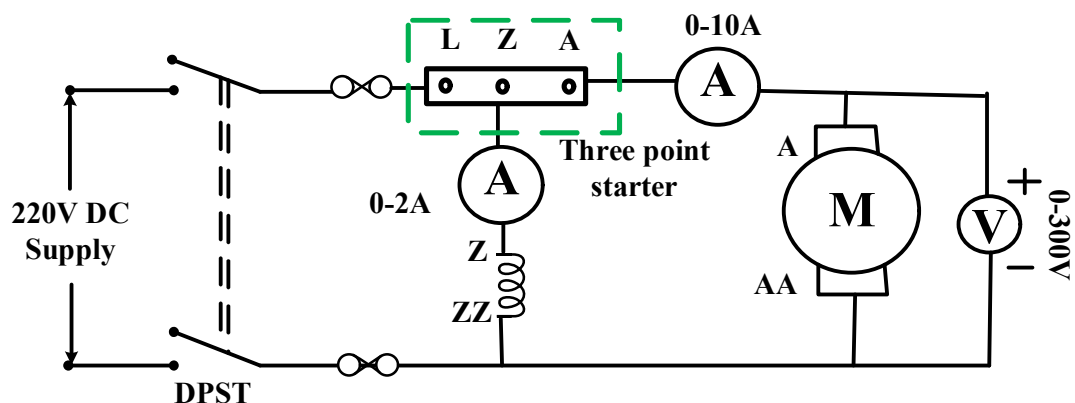 L Z A
0-10A
A
Three point
starter
A
0-2A
220V DC
Supply
Z
ZZ
A
M
AA
+
V
−
0-300V
DPST